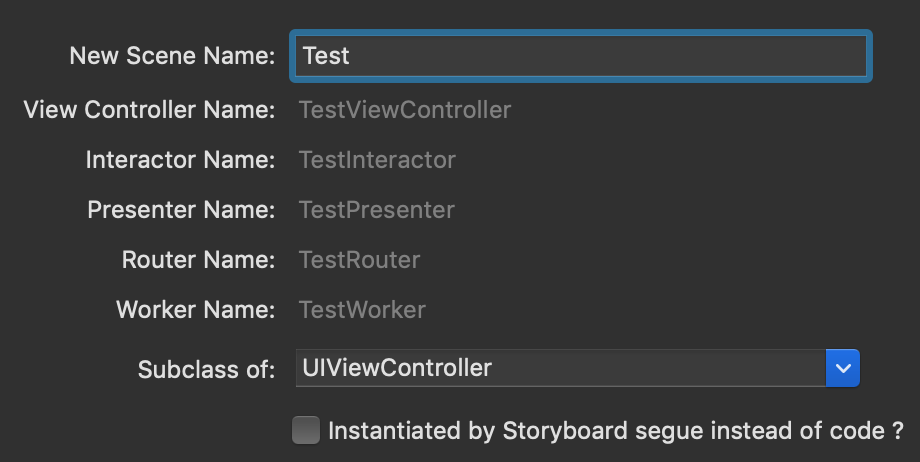 New Scene Name: Test
View Controller Name: TestViewController
Interactor Name: TestInteractor
Presenter Name: TestPresenter
Router Name: TestRouter
Worker Name: TestWorker
Subclass of: UIViewController
Instantiated by Storyboard segue instead of code ?